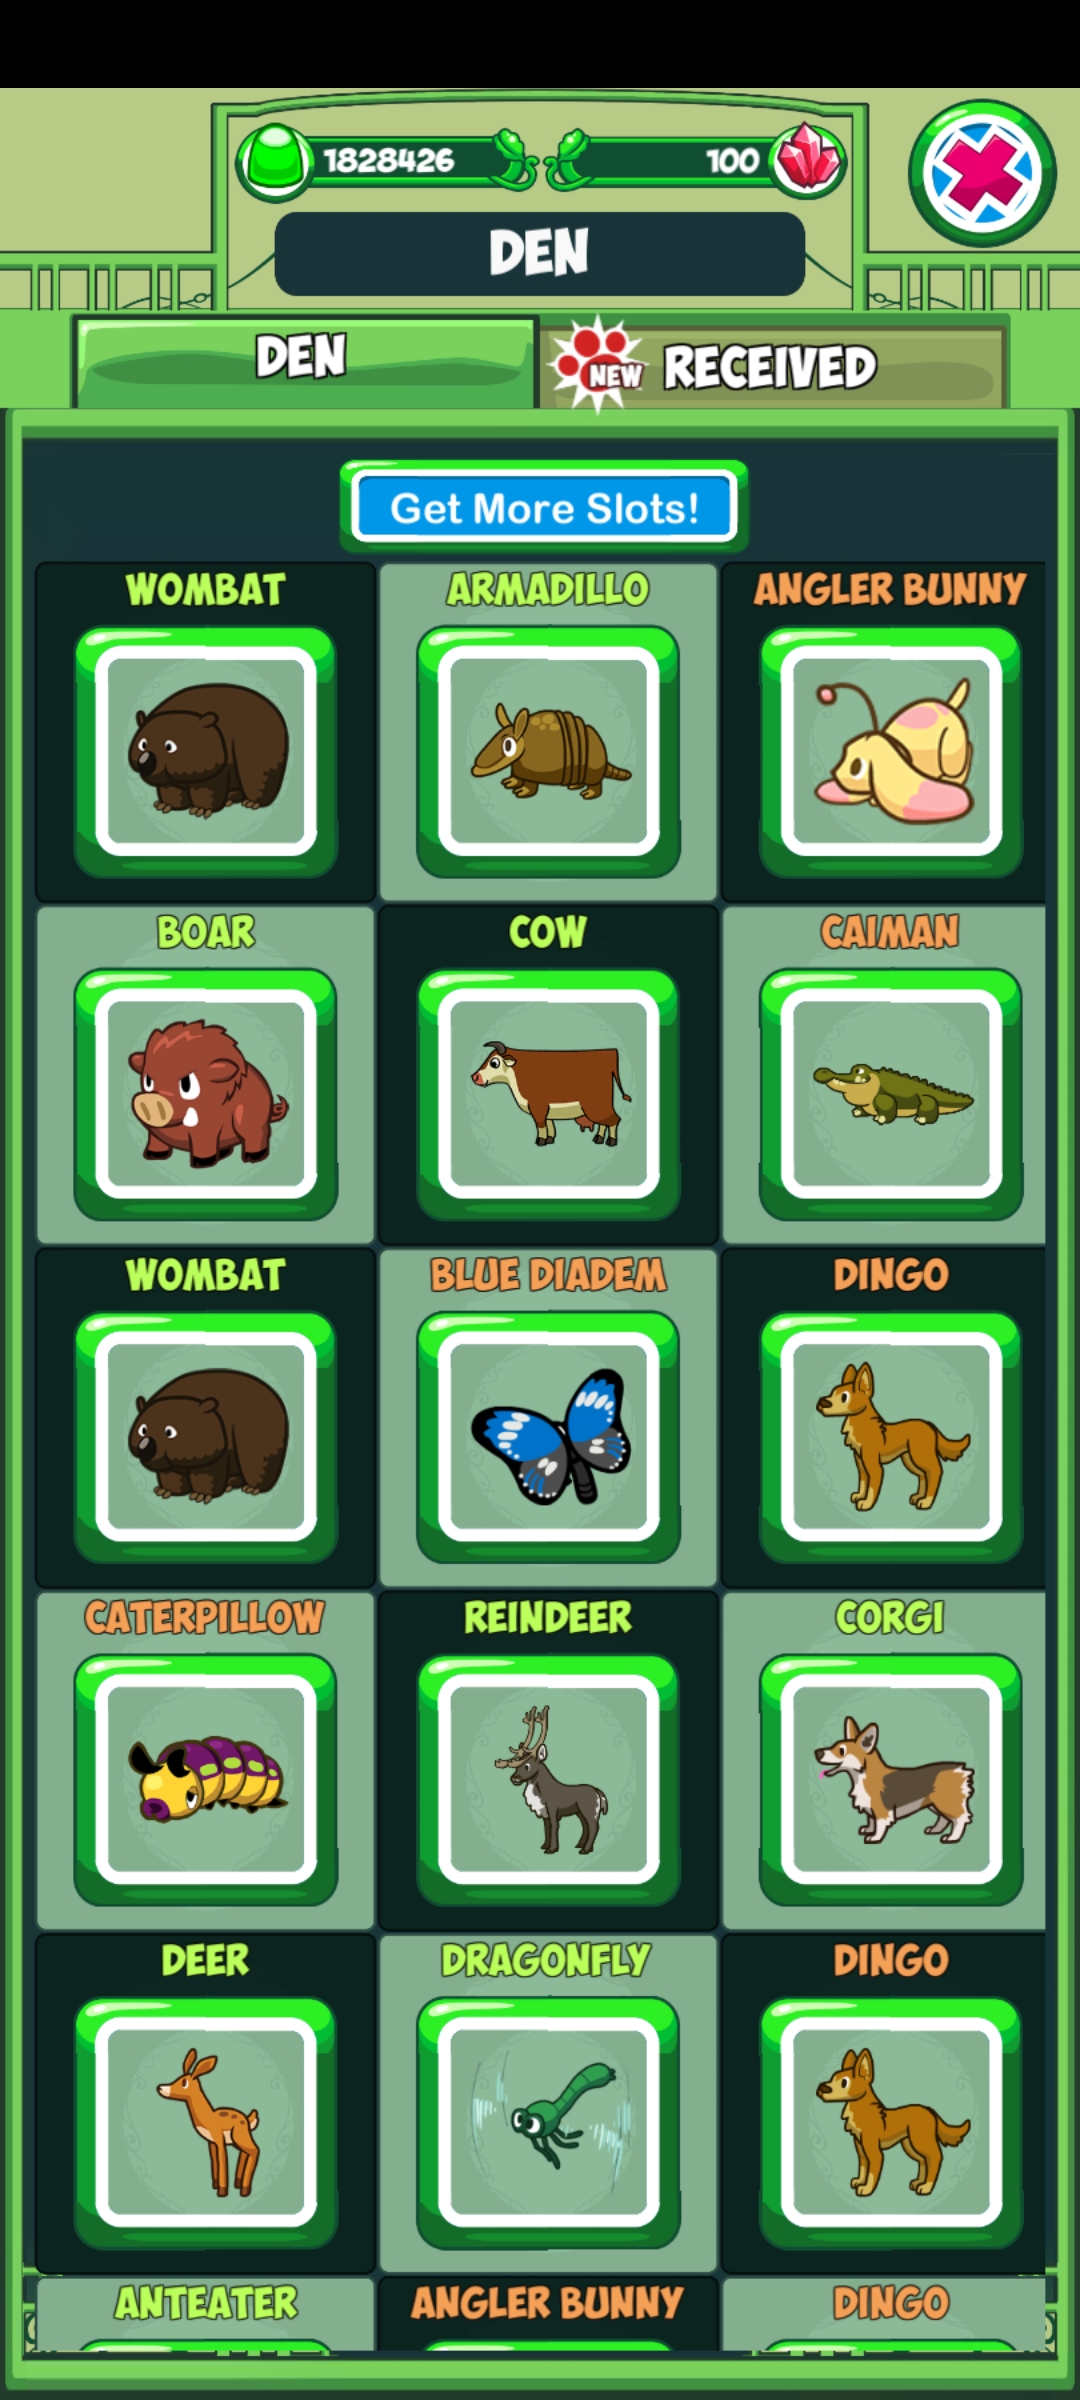 1828426
100
DEN
DEN
NEW RECEIVED
Get More Slots!
WOMBAT
ARMADILLO
ANGLER BUNNY
BOAR
COW
CAIMAN
WOMBAT
BLUE DIADEM
DINGO
CATERPILLOW
REINDEER
CORGI
DEER
DRAGONFLY
DINGO
ANTEATER
ANGLER BUNNY
DINGO